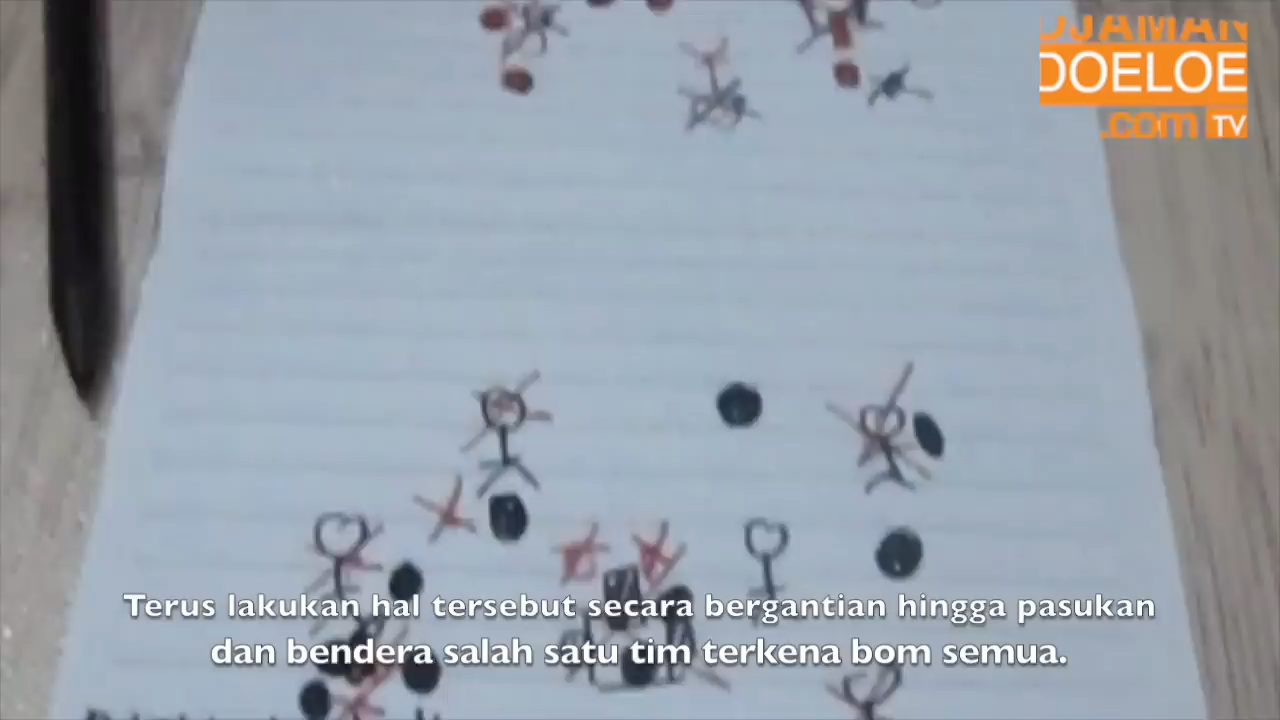 DJAMAN
DOELOE
.com TV
Terus lakukan hal tersebut secara bergantian hingga pasukan
dan bendera salah satu tim terkena bom semua.